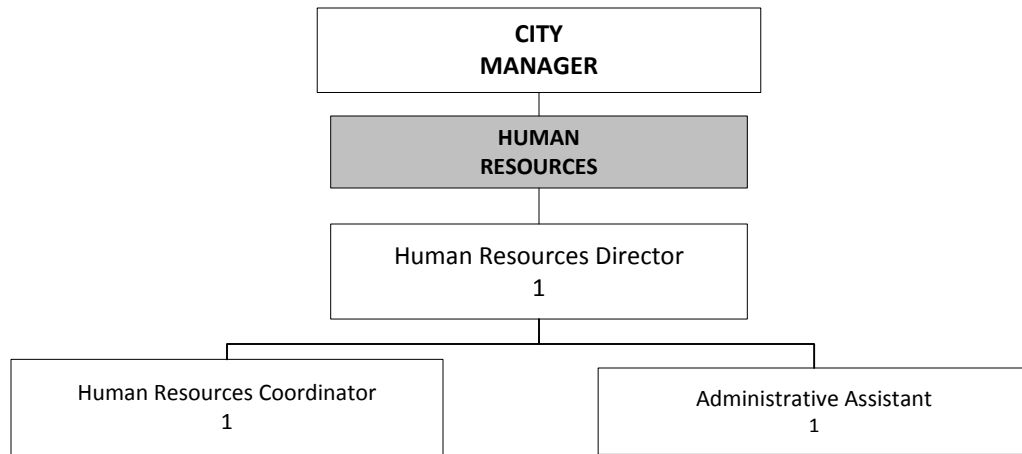 CITY
MANAGER
HUMAN
RESOURCES
Human Resources Director
1
Human Resources Coordinator
1
Administrative Assistant
1